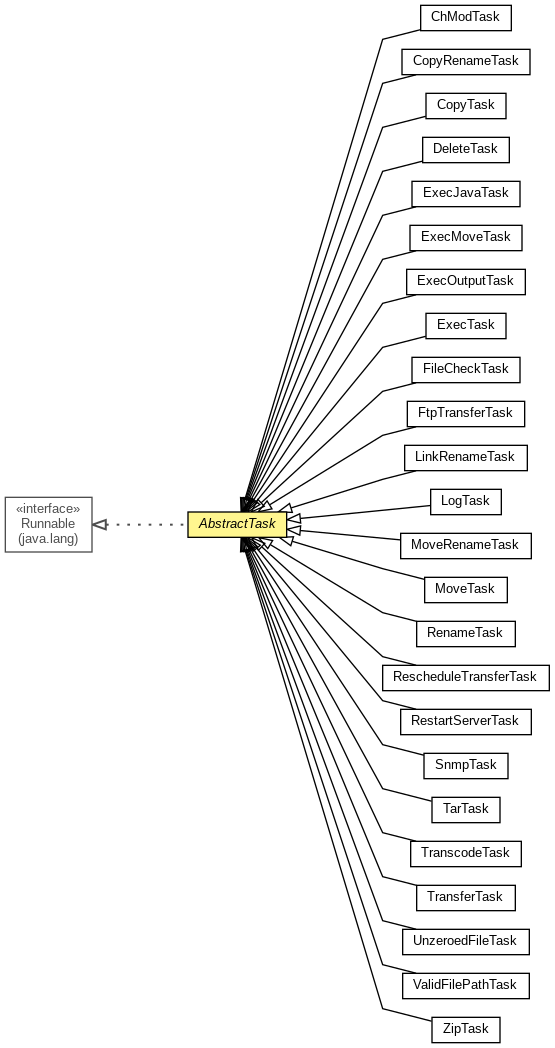 ChModTask
CopyRenameTask
CopyTask
DeleteTask
ExecJavaTask
ExecMoveTask
ExecOutputTask
ExecTask
FileCheckTask
FtpTransferTask
LinkRenameTask
LogTask
«interface»
Runnable
(java.lang)
AbstractTask
MoveRenameTask
MoveTask
RenameTask
RescheduleTransferTask
RestartServerTask
SnmpTask
TarTask
TranscodeTask
TransferTask
UnzeroedFileTask
ValidFilePathTask
ZipTask